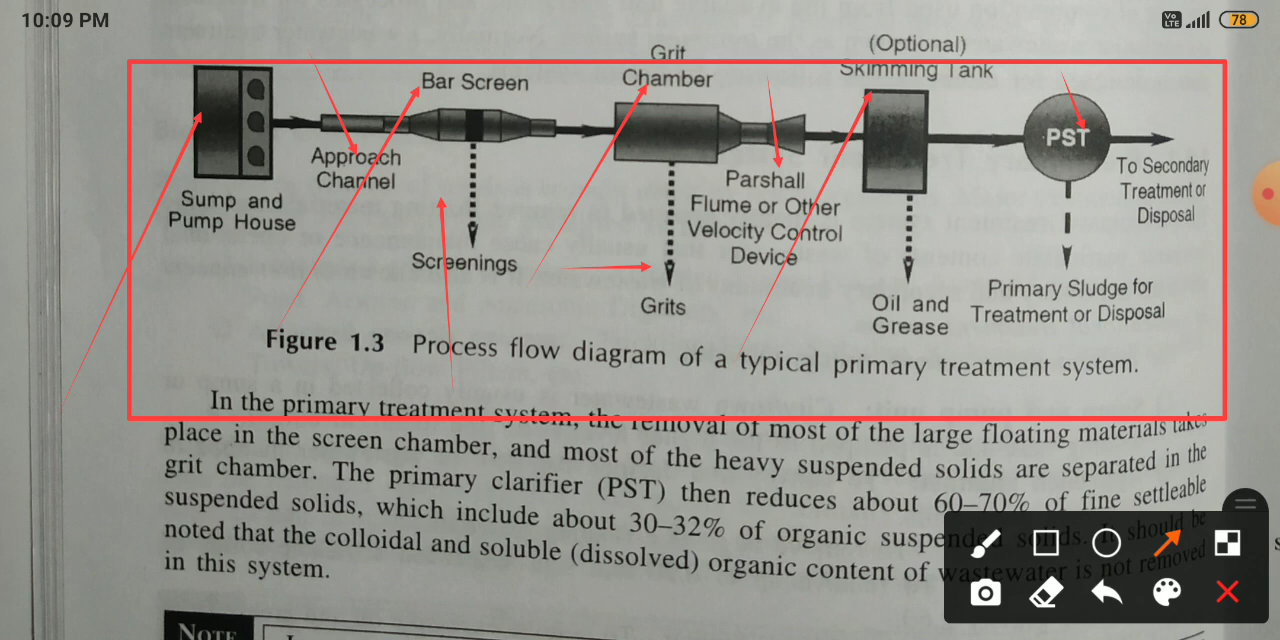 10:09 PM
Vo
LTE
78
Grit
Chamber
(Optional)
Skimming Tank
Bar Screen
PST
Approach
Channel
Sump and
Pump House
Parshall
Flume or Other
Velocity Control
Device
To Secondary
Treatment or
Disposal
Screenings
Grits
Oil and
Grease
Primary Sludge for
Treatment or Disposal
Figure 1.3 Process flow diagram of a typical primary treatment system.
In the primary treatment system, the removal of most of the large floating materials takes
place in the screen chamber, and most of the heavy suspended solids are separated in the
grit chamber. The primary clarifier (PST) then reduces about 60–70% of fine settleable
suspended solids, which include about 30–32% of organic suspended solids. It should be
noted that the colloidal and soluble (dissolved) organic content of wastewater is not removed
in this system.
NOTE